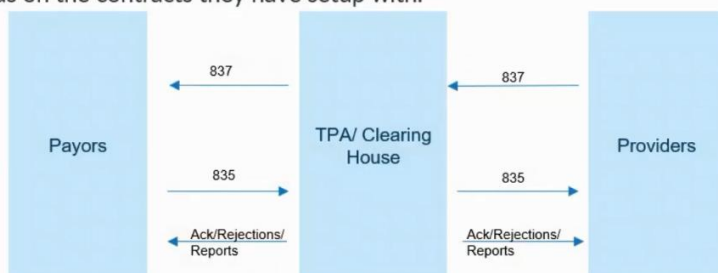 on the contracts they have setup with.
837
837
Payors
TPA/ Clearing
House
Providers
835
835
Ack/Rejections/
Reports
Ack/Rejections/
Reports